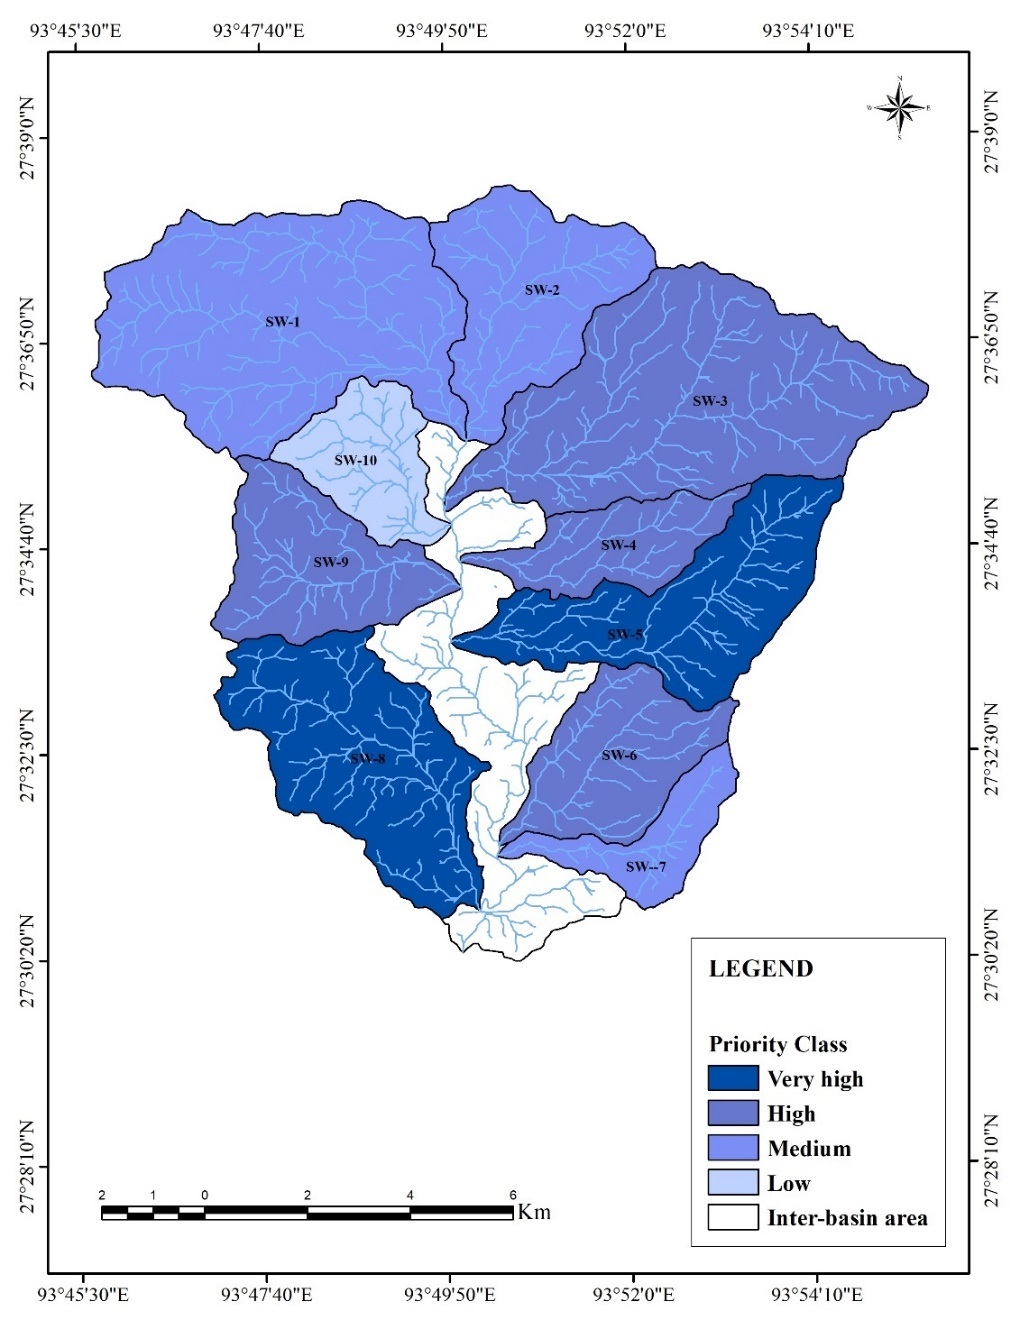 93°45'30"E 93°47'40"E 93°49'50"E 93°52'0"E 93°54'10"E
N
W E
S
27°39'0"N 27°39'0"N
SW-2
SW-1
27°36'50"N 27°36'50"N
SW-3
SW-10
27°34'40"N 27°34'40"N
SW-4
SW-9
SW-5
27°32'30"N 27°32'30"N
SW-6
SW-8
SW--7
27°30'20"N 27°30'20"N
LEGEND
Priority Class
Very high
High
Medium
Low
Inter-basin area
27°28'10"N 27°28'10"N
2 1 0 2 4 6
Km
93°45'30"E 93°47'40"E 93°49'50"E 93°52'0"E 93°54'10"E